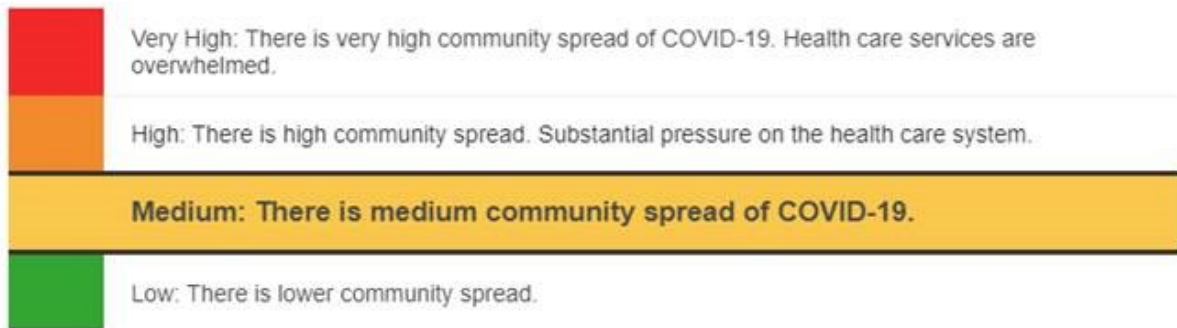 Very High: There is very high community spread of COVID-19. Health care services are
overwhelmed.
High: There is high community spread. Substantial pressure on the health care system.
Medium: There is medium community spread of COVID-19.
Low: There is lower community spread.